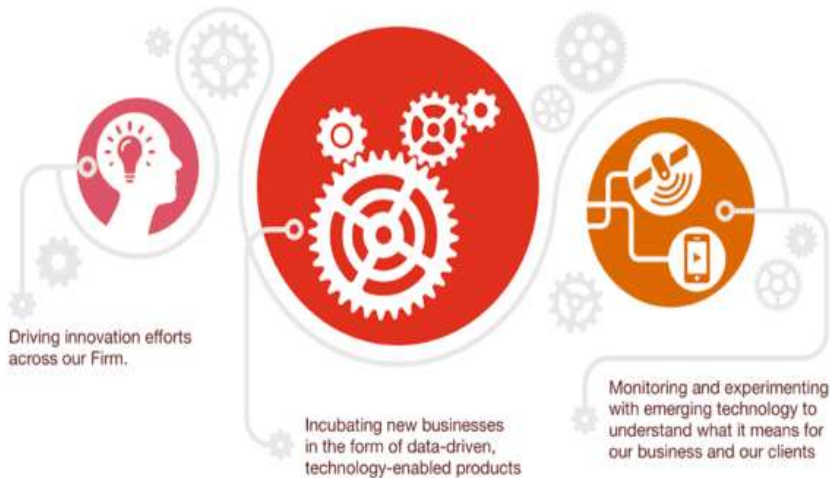 Driving innovation efforts
across our Firm.
Incubating new businesses
in the form of data-driven,
technology-enabled products
Monitoring and experimenting
with emerging technology to
understand what it means for
our business and our clients